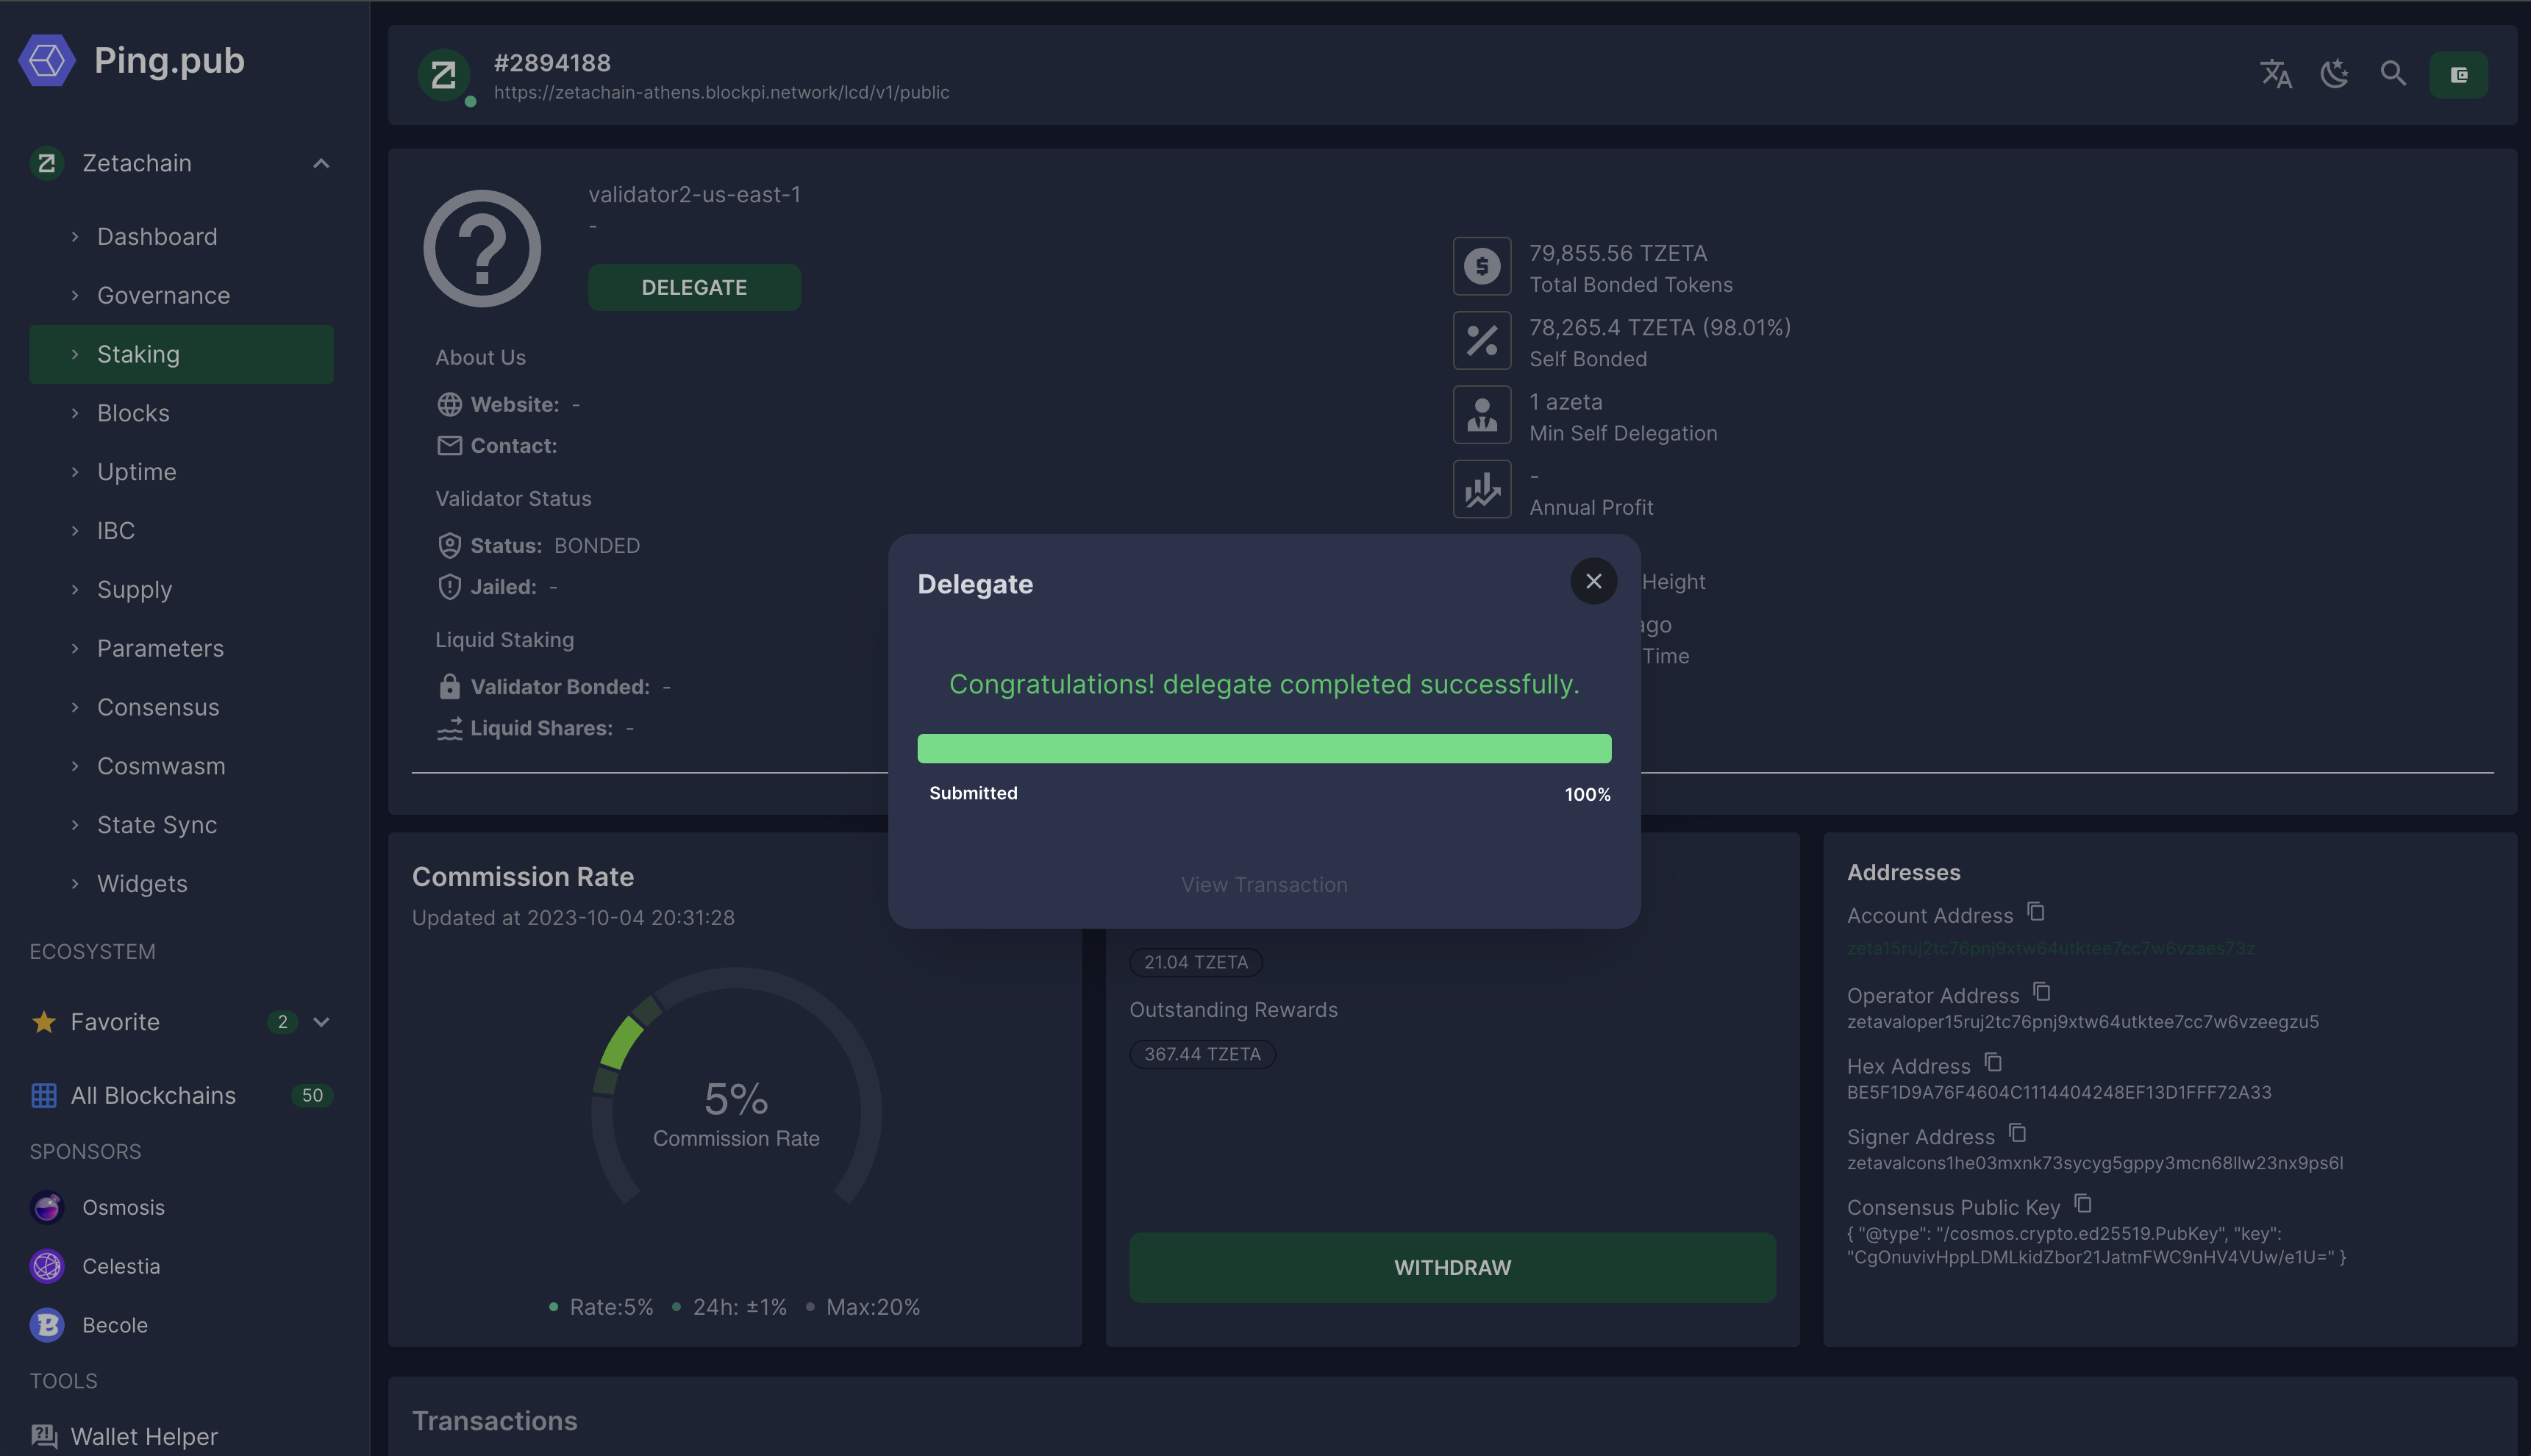 Ping.pub
Zetachain
Dashboard
Governance
Staking
Blocks
Uptime
IBC
Supply
Parameters
Consensus
Cosmwasm
State Sync
Widgets
ECOSYSTEM
Favorite 2
All Blockchains 50
SPONSORS
Osmosis
Celestia
Becole
TOOLS
Wallet Helper
#2894188
https://zetachain-athens.blockpi.network/lcd/v1/public
validator2-us-east-1
-
DELEGATE
About Us
Website: -
Contact:
Validator Status
Status: BONDED
Jailed: -
Liquid Staking
Validator Bonded: -
Liquid Shares: -
79,855.56 TZETA
Total Bonded Tokens
78,265.4 TZETA (98.01%)
Self Bonded
1 azeta
Min Self Delegation
-
Annual Profit
Height
ago
Time
Delegate
Congratulations! delegate completed successfully.
Submitted 100%
View Transaction
Commission Rate
Updated at 2023-10-04 20:31:28
5%
Commission Rate
Rate:5% 24h: ±1% Max:20%
21.04 TZETA
Outstanding Rewards
367.44 TZETA
WITHDRAW
Addresses
Account Address
zeta15ruj2tc76pnj9xtw64utktee7cc7w6vzaes73z
Operator Address
zetavaloper15ruj2tc76pnj9xtw64utktee7cc7w6vzeegzu5
Hex Address
BE5F1D9A76F4604C1114404248EF13D1FFF72A33
Signer Address
zetavalcons1he03mxnk73sycyg5gppy3mcn68llw23nx9ps6l
Consensus Public Key
{ "@type": "/cosmos.crypto.ed25519.PubKey", "key":
"CgOnuvivHppLDMLkidZbor21JatmFWC9nHV4VUw/e1U=" }
Transactions